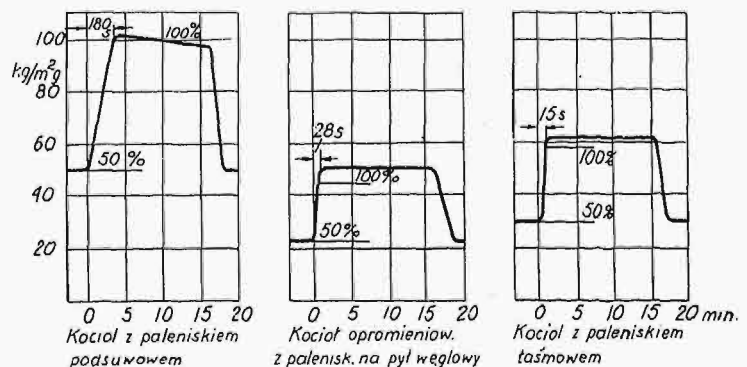 180 s
100%
100
kg/m²g
80
60
50%
40
20
0 5 10 15 20
Kocioł z paleniskiem
podsuwowem
28s
100%
50%
0 5 10 15 20
Kocioł opromieniow.
z palenisk. na pył węglowy
15s
100%
50%
0 5 10 15 20 min.
Kocioł z paleniskiem
taśmowem